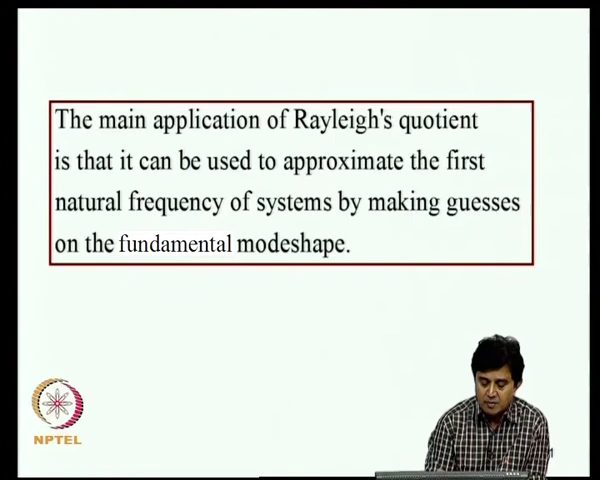 The main application of Rayleigh's quotient
is that it can be used to approximate the first
natural frequency of systems by making guesses
on the fundamental modeshape.
NPTEL
1